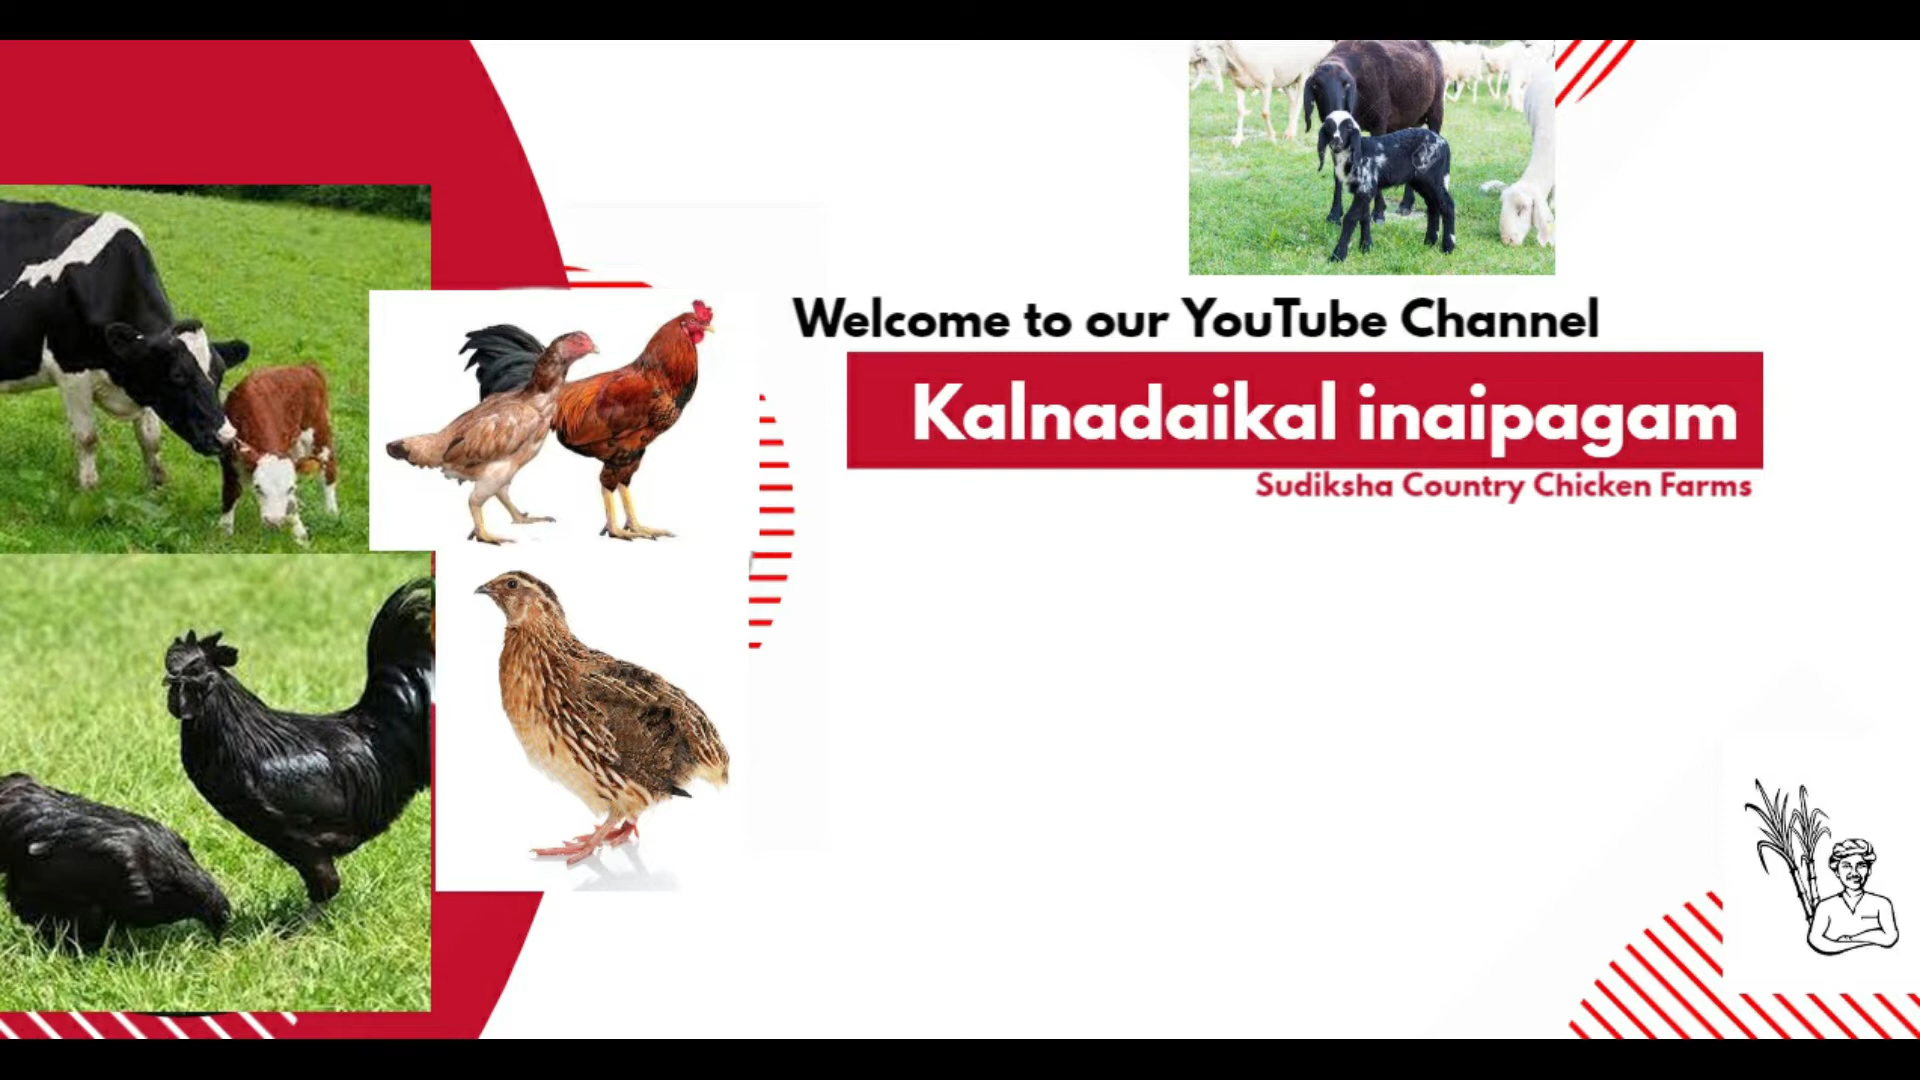 Welcome to our YouTube Channel
Kalnadaikal inaipagam
Sudiksha Country Chicken Farms